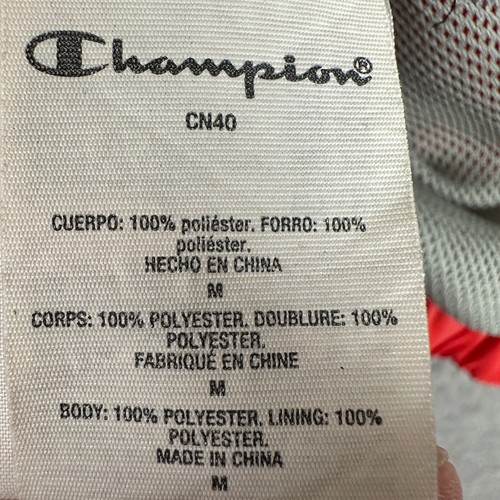 Champion®
CN40
CUERPO: 100% poliéster. FORRO: 100%
poliéster.
HECHO EN CHINA
M
CORPS: 100% POLYESTER. DOUBLURE: 100%
POLYESTER.
FABRIQUÉ EN CHINE
M
BODY: 100% POLYESTER. LINING: 100%
POLYESTER.
MADE IN CHINA
M